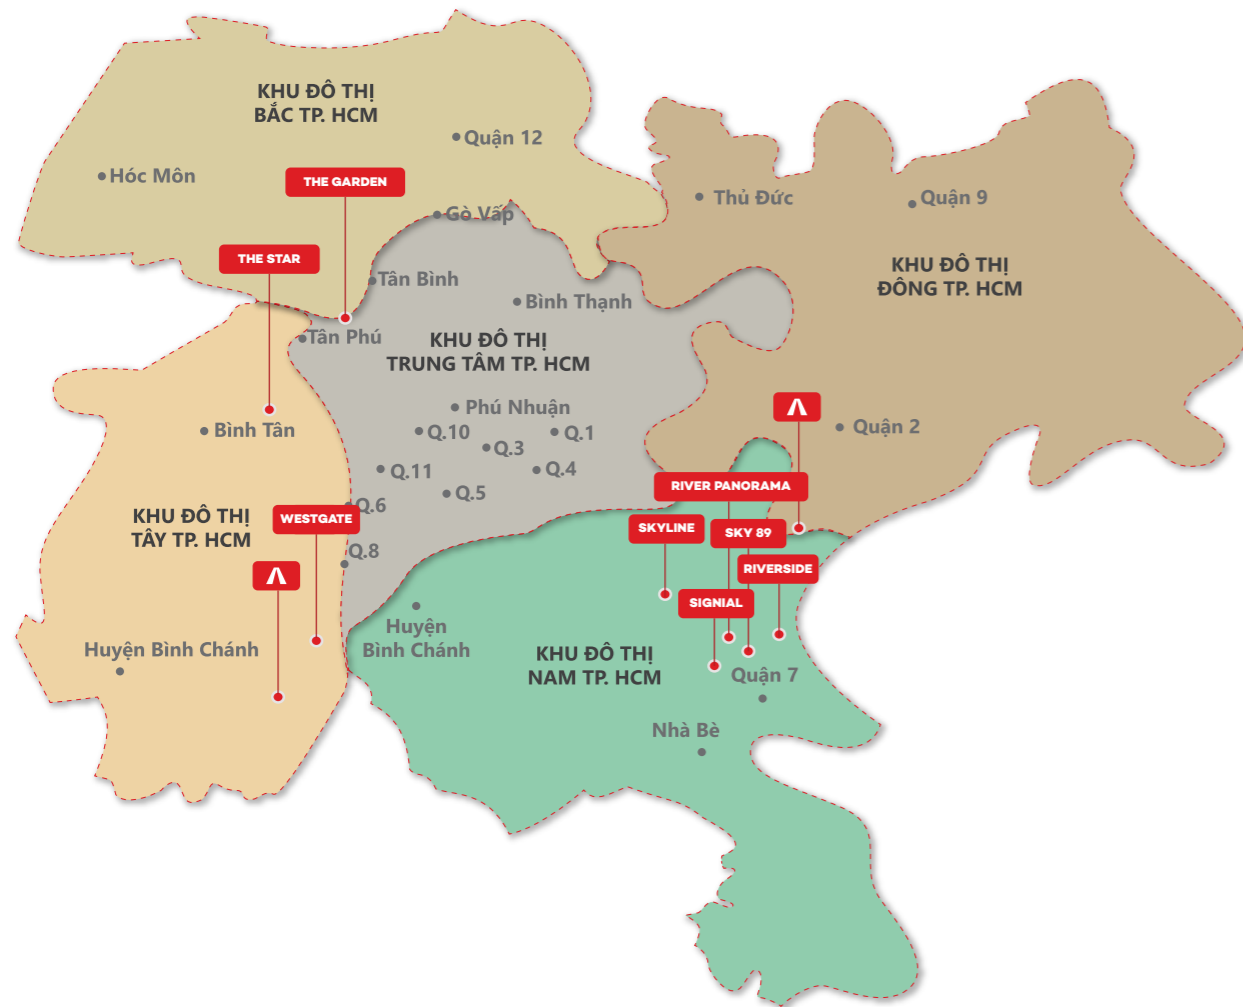 KHU ĐÔ THỊ
BẮC TP. HCM
Quận 12
Hóc Môn
THE GARDEN
Thủ Đức
Quận 9
Gò Vấp
THE STAR
KHU ĐÔ THỊ
ĐÔNG TP. HCM
Tân Bình
Bình Thạnh
Tân Phú
KHU ĐÔ THỊ
TRUNG TÂM TP. HCM
Phú Nhuận
Bình Tân
Q.10
Q.1
Quận 2
Q.3
Q.11
Q.4
Q.5
RIVER PANORAMA
Q.6
KHU ĐÔ THỊ
TÂY TP. HCM
WESTGATE
SKYLINE
SKY 89
Q.8
RIVERSIDE
SIGNIAL
Huyện
Bình Chánh
Huyện Bình Chánh
KHU ĐÔ THỊ
NAM TP. HCM
Quận 7
Nhà Bè